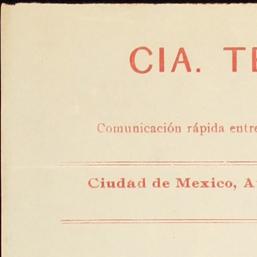 CIA. TE
Comunicación rápida entre
Ciudad de Mexico, A